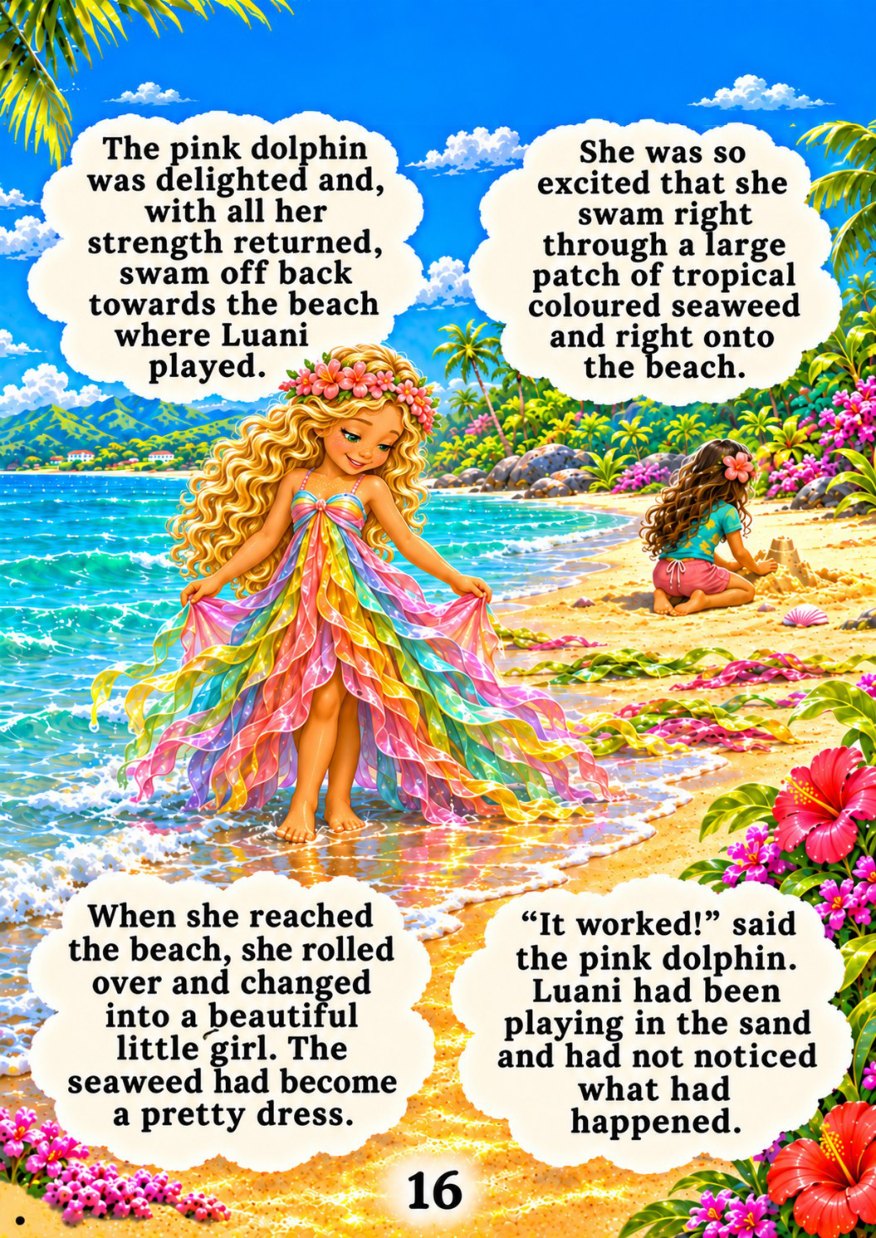 The pink dolphin
was delighted and,
with all her
strength returned,
swam off back
towards the beach
where Luani
played.
She was so
excited that she
swam right
through a large
patch of tropical
coloured seaweed
and right onto
the beach.
When she reached
the beach, she rolled
over and changed
into a beautiful
little girl. The
seaweed had become
a pretty dress.
“It worked!” said
the pink dolphin.
Luani had been
playing in the sand
and had not noticed
what had
happened.
16